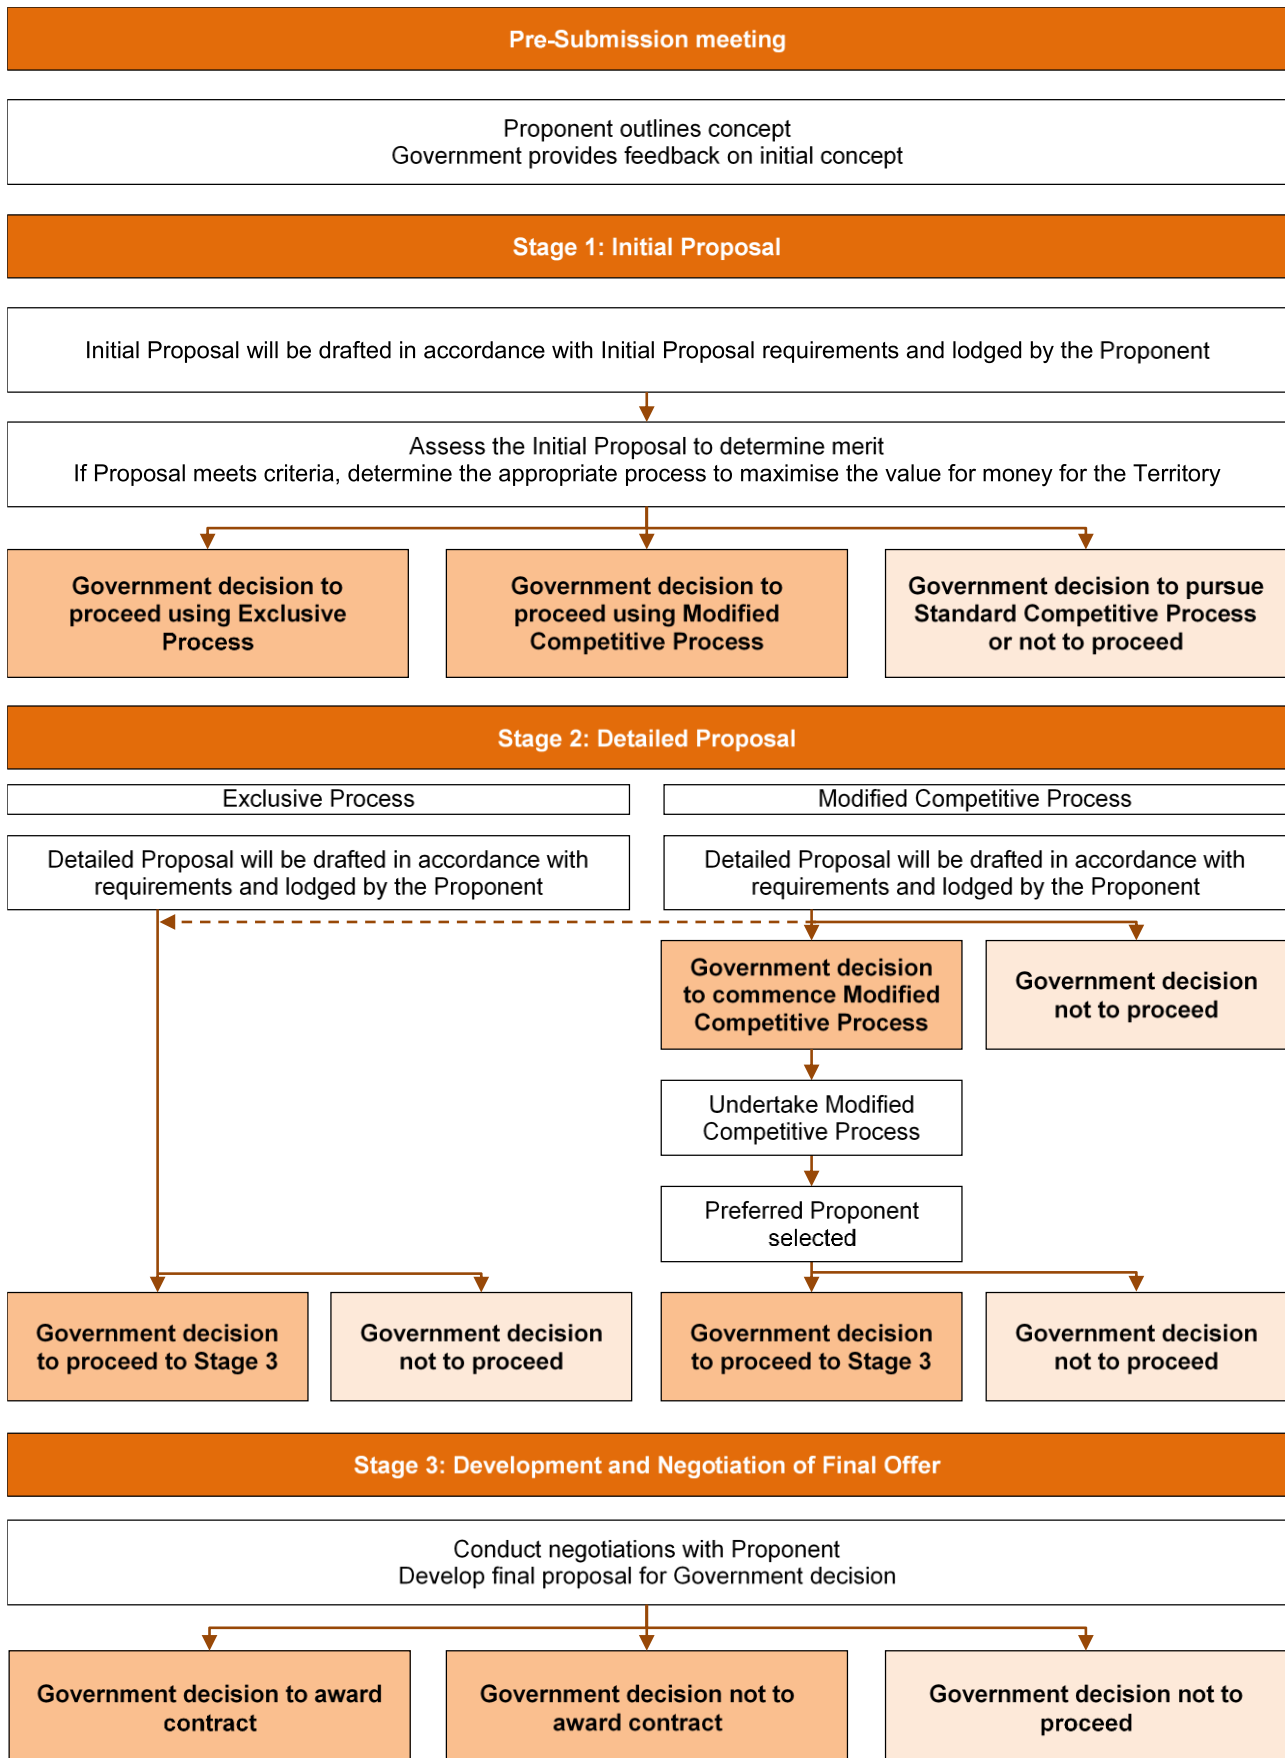 Pre-Submission meeting
Proponent outlines concept
Government provides feedback on initial concept
Stage 1: Initial Proposal
Initial Proposal will be drafted in accordance with Initial Proposal requirements and lodged by the Proponent
Assess the Initial Proposal to determine merit
If Proposal meets criteria, determine the appropriate process to maximise the value for money for the Territory
Government decision to
proceed using Exclusive
Process
Government decision to
proceed using Modified
Competitive Process
Government decision to pursue
Standard Competitive Process
or not to proceed
Stage 2: Detailed Proposal
Exclusive Process
Modified Competitive Process
Detailed Proposal will be drafted in accordance with
requirements and lodged by the Proponent
Detailed Proposal will be drafted in accordance with
requirements and lodged by the Proponent
Government decision
to commence Modified
Competitive Process
Government decision
not to proceed
Undertake Modified
Competitive Process
Preferred Proponent
selected
Government decision
to proceed to Stage 3
Government decision
not to proceed
Government decision
to proceed to Stage 3
Government decision
not to proceed
Stage 3: Development and Negotiation of Final Offer
Conduct negotiations with Proponent
Develop final proposal for Government decision
Government decision to award
contract
Government decision not to
award contract
Government decision not to
proceed